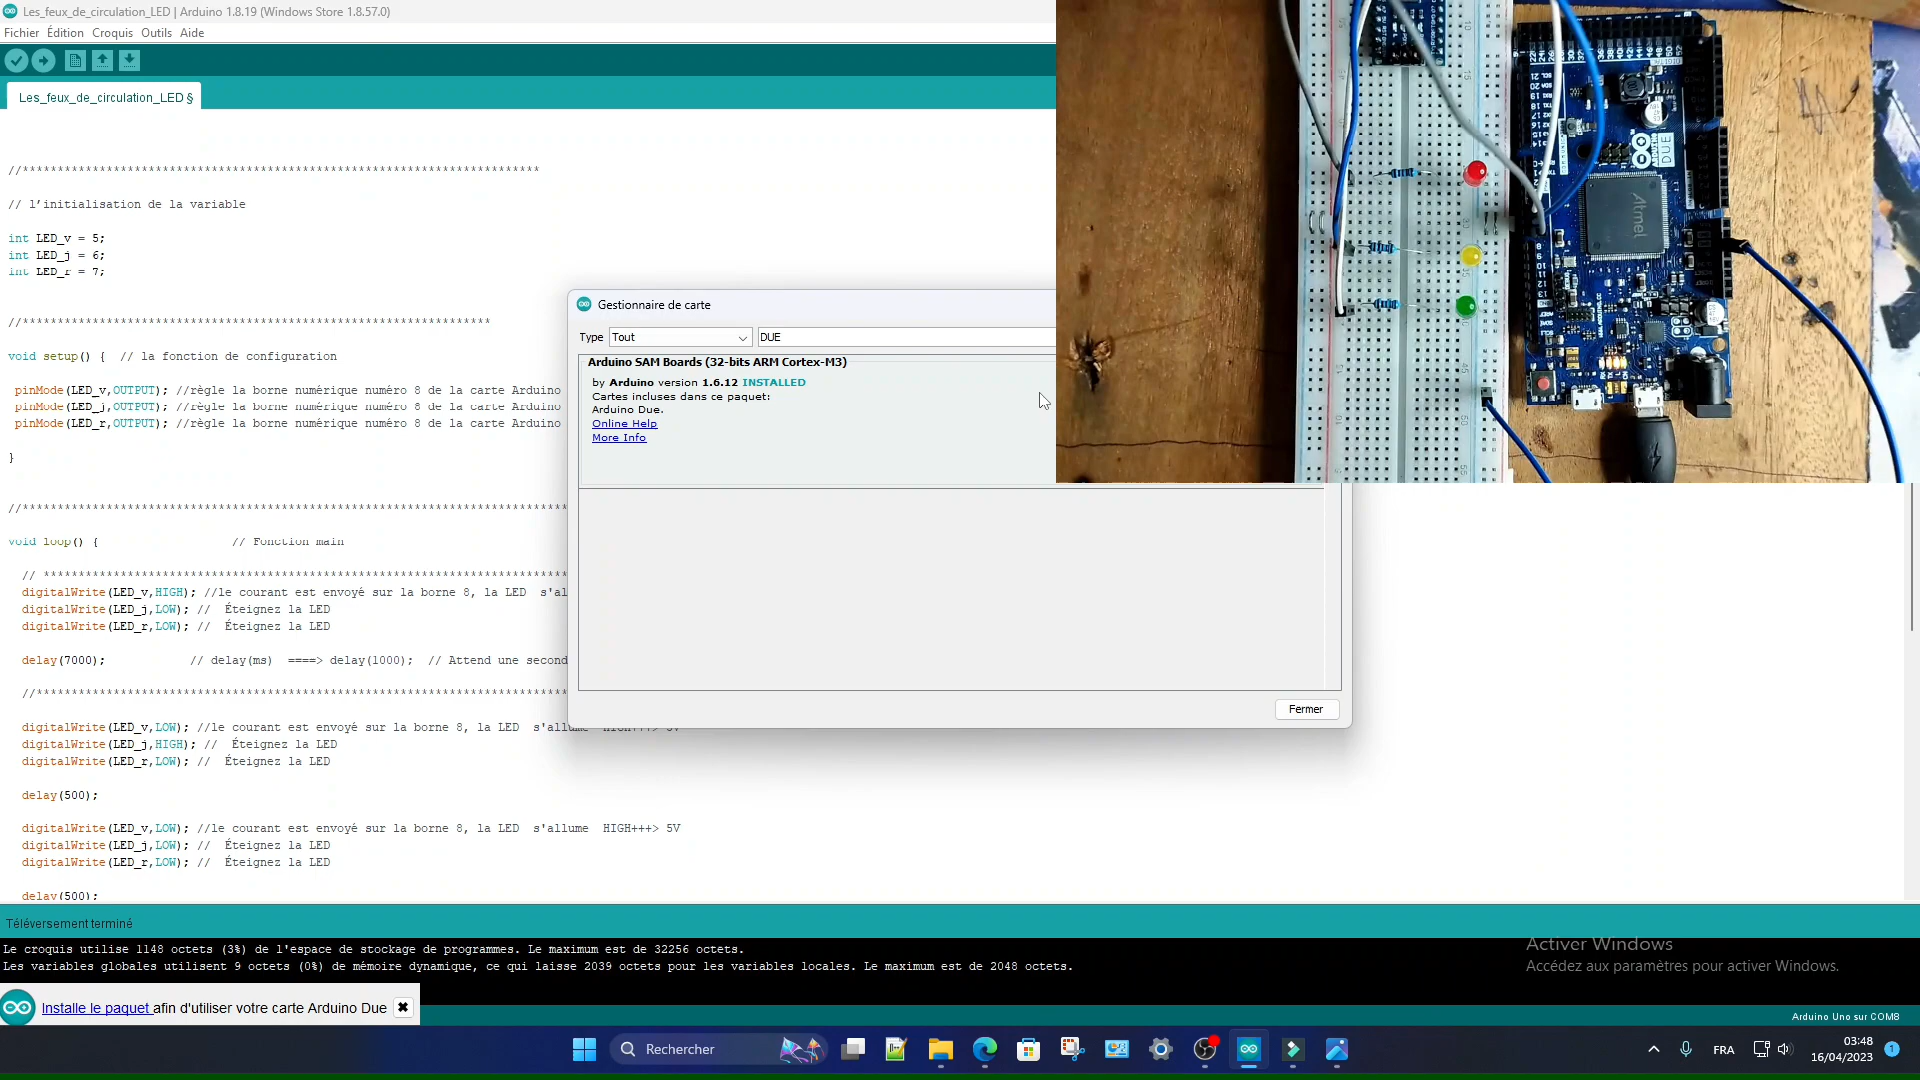 Les_feux_de_circulation_LED | Arduino 1.8.19 (Windows Store 1.8.57.0)
Fichier Édition Croquis Outils Aide
Les_feux_de_circulation_LED §
//**************************************************************************
// l’initialisation de la variable
int LED_v = 5;
int LED_j = 6;
int LED_r = 7;
//*******************************************************************
void setup() {  // la fonction de configuration
pinMode(LED_v,OUTPUT); //règle la borne numérique numéro 8 de la carte Arduino
pinMode(LED_j,OUTPUT); //règle la borne numérique numéro 8 de la carte Arduino
pinMode(LED_r,OUTPUT); //règle la borne numérique numéro 8 de la carte Arduino
}
//******************************************************************************
void loop() {                   // Fonction main
// ***************************************************************************
digitalWrite(LED_v,HIGH); //le courant est envoyé sur la borne 8, la LED  s'al
digitalWrite(LED_j,LOW); //  Éteignez la LED
digitalWrite(LED_r,LOW); //  Éteignez la LED
delay(7000);            // delay(ms)  ====> delay(1000);  // Attend une second
//****************************************************************************
digitalWrite(LED_v,LOW); //le courant est envoyé sur la borne 8, la LED  s'allume  HIGH+++> 5V
digitalWrite(LED_j,HIGH); //  Éteignez la LED
digitalWrite(LED_r,LOW); //  Éteignez la LED
delay(500);
digitalWrite(LED_v,LOW); //le courant est envoyé sur la borne 8, la LED  s'allume  HIGH+++> 5V
digitalWrite(LED_j,LOW); //  Éteignez la LED
digitalWrite(LED_r,LOW); //  Éteignez la LED
delay(500);
Gestionnaire de carte
Type Tout DUE
Arduino SAM Boards (32-bits ARM Cortex-M3)
by Arduino version 1.6.12 INSTALLED
Cartes incluses dans ce paquet:
Arduino Due.
Online Help
More Info
Fermer
Atmel
DUE
Téléversement terminé
Le croquis utilise 1148 octets (3%) de l'espace de stockage de programmes. Le maximum est de 32256 octets.
Les variables globales utilisent 9 octets (0%) de mémoire dynamique, ce qui laisse 2039 octets pour les variables locales. Le maximum est de 2048 octets.
Activer Windows
Accédez aux paramètres pour activer Windows.
Installe le paquet afin d'utiliser votre carte Arduino Due
Arduino Uno sur COM8
Rechercher
FRA
03:48
16/04/2023
1